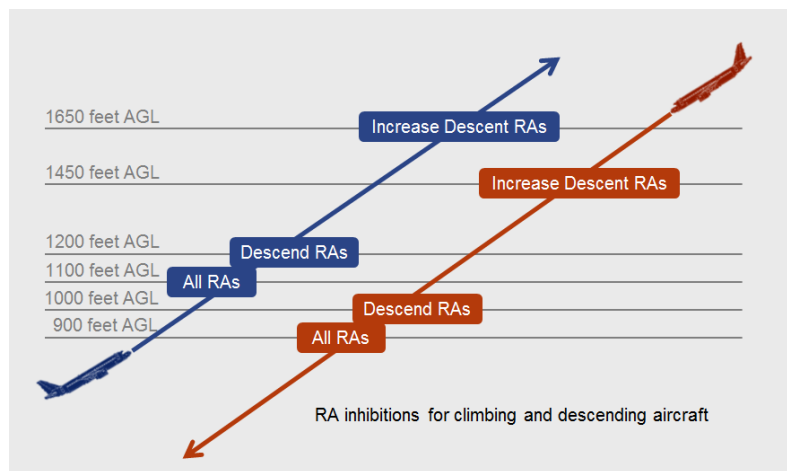 1650 feet AGL
Increase Descent RAs
1450 feet AGL
Increase Descent RAs
1200 feet AGL
Descend RAs
1100 feet AGL
All RAs
1000 feet AGL
Descend RAs
900 feet AGL
All RAs
RA inhibitions for climbing and descending aircraft